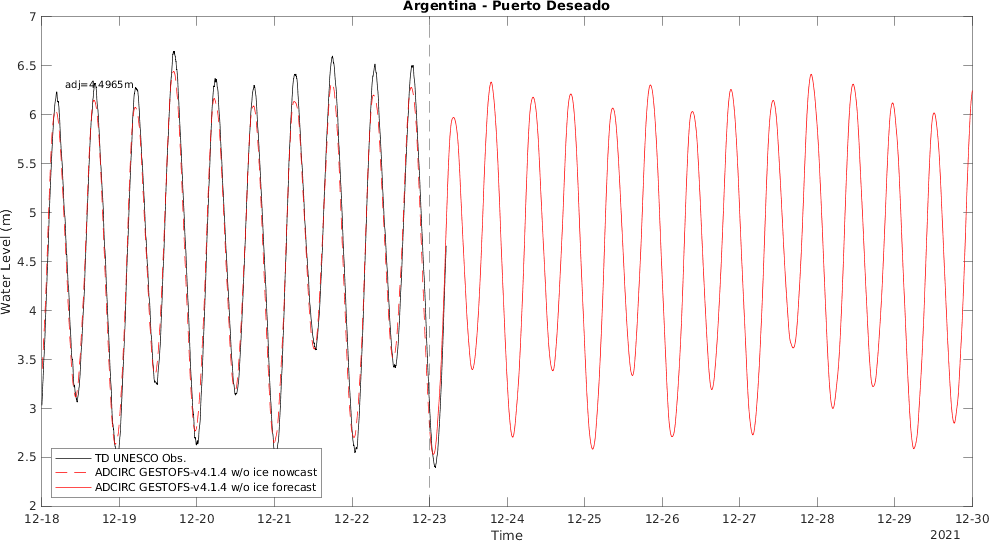 Argentina - Puerto Deseado
7
6.5
6
5.5
5
4.5
4
3.5
3
2.5
2
Water Level (m)
adj=4.4965m
TD UNESCO Obs.
ADCIRC GESTOFS-v4.1.4 w/o ice nowcast
ADCIRC GESTOFS-v4.1.4 w/o ice forecast
12-18 12-19 12-20 12-21 12-22 12-23 12-24 12-25 12-26 12-27 12-28 12-29 12-30
Time 2021